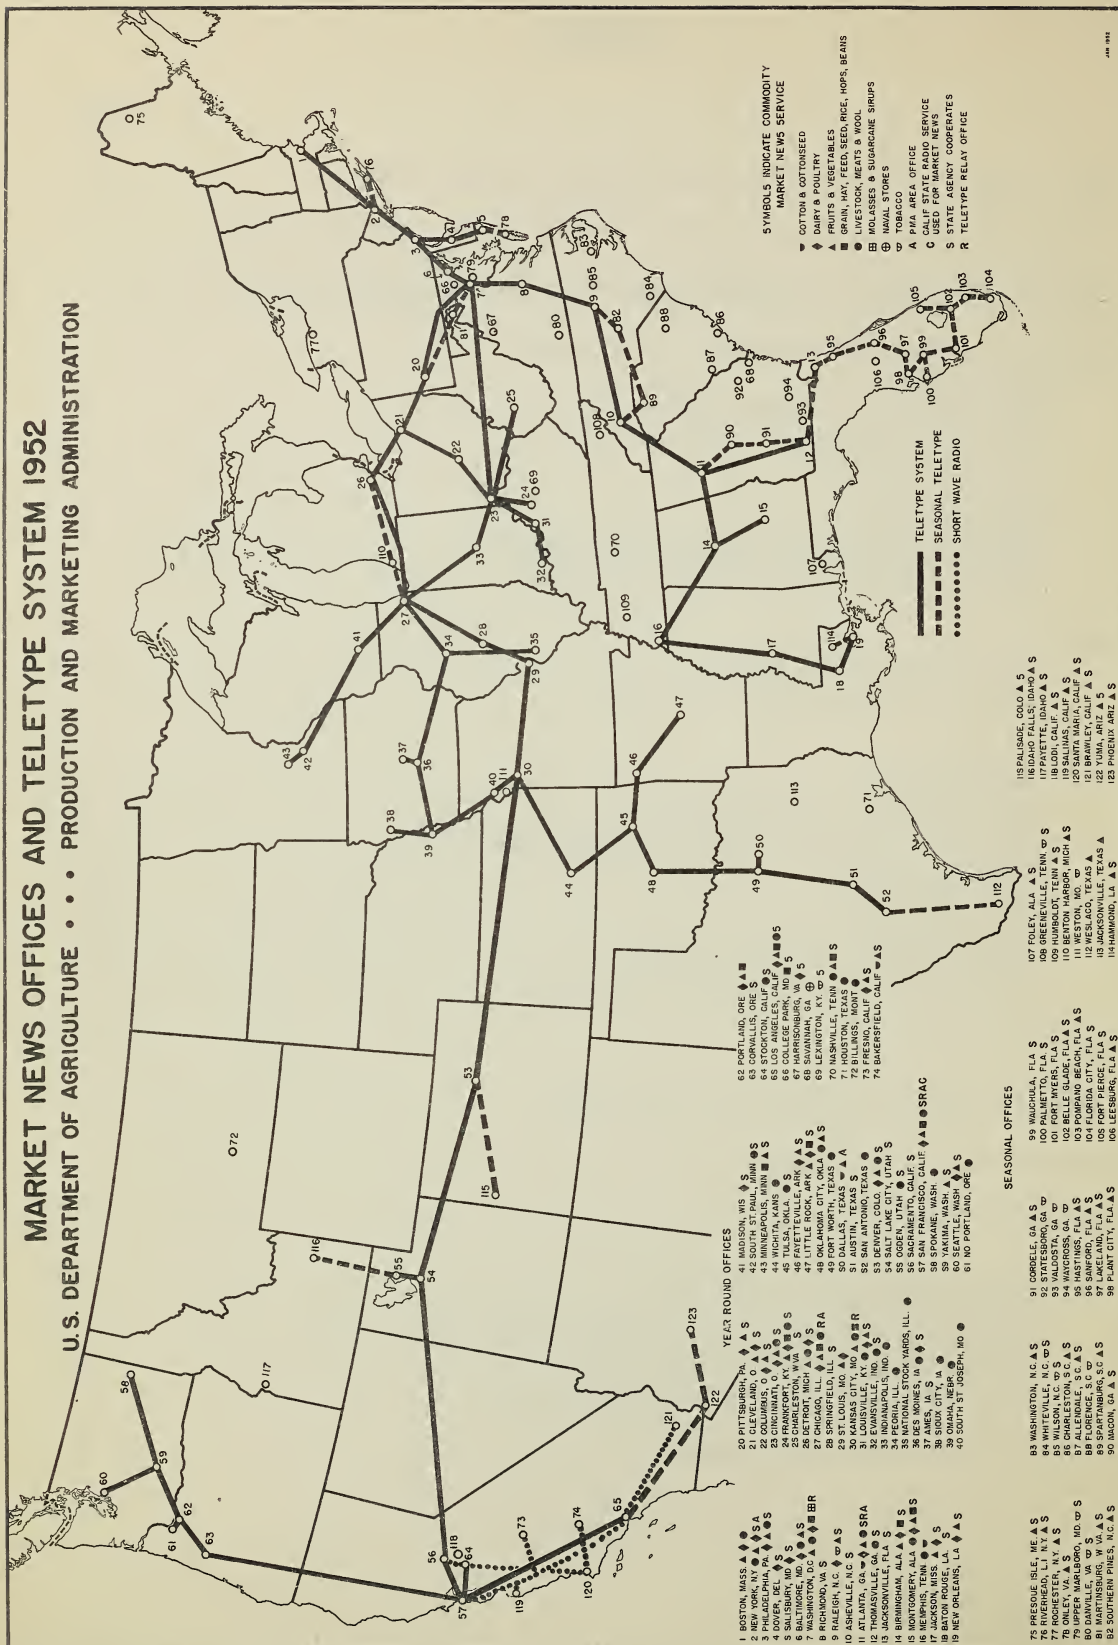 MARKET NEWS OFFICES AND TELETYPE SYSTEM 1952
U.S. DEPARTMENT OF AGRICULTURE • • • PRODUCTION AND MARKETING ADMINISTRATION
SYMBOLS INDICATE COMMODITY
MARKET NEWS SERVICE
COTTON & COTTONSEED
DAIRY & POULTRY
FRUITS & VEGETABLES
GRAIN, HAY, FEED, SEED, RICE, HOPS, BEANS
LIVESTOCK, MEATS & WOOL
MOLASSES & SUGARCANE SIRUPS
NAVAL STORES
TOBACCO
A PMA AREA OFFICE
C CALIF STATE RADIO SERVICE
USED FOR MARKET NEWS
S STATE AGENCY COOPERATES
R TELETYPE RELAY OFFICE
TELETYPE SYSTEM
SEASONAL TELETYPE
SHORT WAVE RADIO
YEAR ROUND OFFICES
1 BOSTON, MASS.
2 NEW YORK, N.Y. SA
3 PHILADELPHIA, PA. S
4 DOVER, DEL. S
5 SALISBURY, MD S
6 BALTIMORE, MD. S
7 WASHINGTON, D.C. R
8 RICHMOND, VA S
9 RALEIGH, N.C. S
10 ASHEVILLE, N.C. S
11 ATLANTA, GA. SRA
12 THOMASVILLE, GA. S
13 JACKSONVILLE, FLA S
14 BIRMINGHAM, ALA S
15 MONTGOMERY, ALA S
16 MEMPHIS, TENN
17 JACKSON, MISS. S
18 BATON ROUGE, LA. S
19 NEW ORLEANS, LA S
20 PITTSBURGH, PA. S
21 CLEVELAND, O. S
22 COLUMBUS, O S
23 CINCINNATI, O S
24 FRANKFORT, KY. S
25 CHARLESTON, W VA. S
26 DETROIT, MICH S
27 CHICAGO, ILL. RA
28 SPRINGFIELD, ILL S
29 ST. LOUIS, MO.
30 KANSAS CITY, MO R
31 LOUISVILLE, KY. S
32 EVANSVILLE, IND. S
33 INDIANAPOLIS, IND.
34 PEORIA, ILL.
35 NATIONAL STOCK YARDS, ILL.
36 DES MOINES, IA S
37 AMES, IA S
38 SIOUX CITY, IA
39 OMAHA, NEBR.
40 SOUTH ST JOSEPH, MO
41 MADISON, WIS S
42 SOUTH ST. PAUL, MINN S
43 MINNEAPOLIS, MINN S
44 WICHITA, KANS
45 TULSA, OKLA. S
46 FAYETTEVILLE, ARK S
47 LITTLE ROCK, ARK S
48 OKLAHOMA CITY, OKLA S
49 FORT WORTH, TEXAS
50 DALLAS, TEXAS A
51 AUSTIN, TEXAS S
52 SAN ANTONIO, TEXAS
53 DENVER, COLO. S
54 SALT LAKE CITY, UTAH S
55 OGDEN, UTAH S
56 SACRAMENTO, CALIF. S
57 SAN FRANCISCO, CALIF. SRAC
58 SPOKANE, WASH.
59 YAKIMA, WASH. S
60 SEATTLE, WASH S
61 NO PORTLAND, ORE
62 PORTLAND, ORE
63 CORVALLIS, ORE S
64 STOCKTON, CALIF S
65 LOS ANGELES, CALIF S
66 COLLEGE PARK, MD S
67 HARRISONBURG, VA S
68 SAVANNAH, GA
69 LEXINGTON, KY. S
70 NASHVILLE, TENN S
71 HOUSTON, TEXAS
72 BILLINGS, MONT
73 FRESNO, CALIF S
74 BAKERSFIELD, CALIF S
SEASONAL OFFICES
75 PRESQUE ISLE, ME. S
76 RIVERHEAD, L.I N.Y. S
77 ROCHESTER, N.Y. S
78 ONLEY, VA. S
79 UPPER MARLBORO, MD. S
80 DANVILLE, VA S
81 MARTINSBURG, W VA. S
82 SOUTHERN PINES, N.C. S
83 WASHINGTON, N.C. S
84 WHITEVILLE, N.C. S
85 WILSON, N.C. S
86 CHARLESTON, S.C. S
87 ALLENDALE, S.C. S
88 FLORENCE, S.C
89 SPARTANBURG, S.C S
90 MACON, GA S
91 CORDELE, GA S
92 STATESBORO, GA
93 VALDOSTA, GA
94 WAYCROSS, GA.
95 HASTINGS, FLA S
96 SANFORD, FLA S
97 LAKELAND, FLA S
98 PLANT CITY, FLA. S
99 WAUCHULA, FLA S
100 PALMETTO, FLA. S
101 FORT MYERS, FLA S
102 BELLE GLADE, FLA S
103 POMPANO BEACH, FLA S
104 FLORIDA CITY, FLA S
105 FORT PIERCE, FLA S
106 LEESBURG, FLA S
107 FOLEY, ALA S
108 GREENEVILLE, TENN. S
109 HUMBOLDT, TENN S
110 BENTON HARBOR, MICH S
111 WESTON, MO.
112 WESLACO, TEXAS
113 JACKSONVILLE, TEXAS
114 HAMMOND, LA S
115 PALISADE, COLO S
116 IDAHO FALLS, IDAHO S
117 PAYETTE, IDAHO S
118 LODI, CALIF. S
119 SALINAS, CALIF S
120 SANTA MARIA, CALIF S
121 BRAWLEY, CALIF S
122 YUMA, ARIZ S
123 PHOENIX ARIZ S
JAN 1952